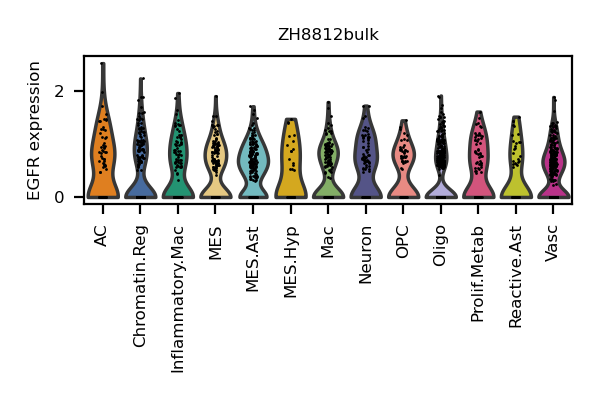 ZH8812bulk
EGFR expression
2
0
AC
Chromatin.Reg
Inflammatory.Mac
MES
MES.Ast
MES.Hyp
Mac
Neuron
OPC
Oligo
Prolif.Metab
Reactive.Ast
Vasc